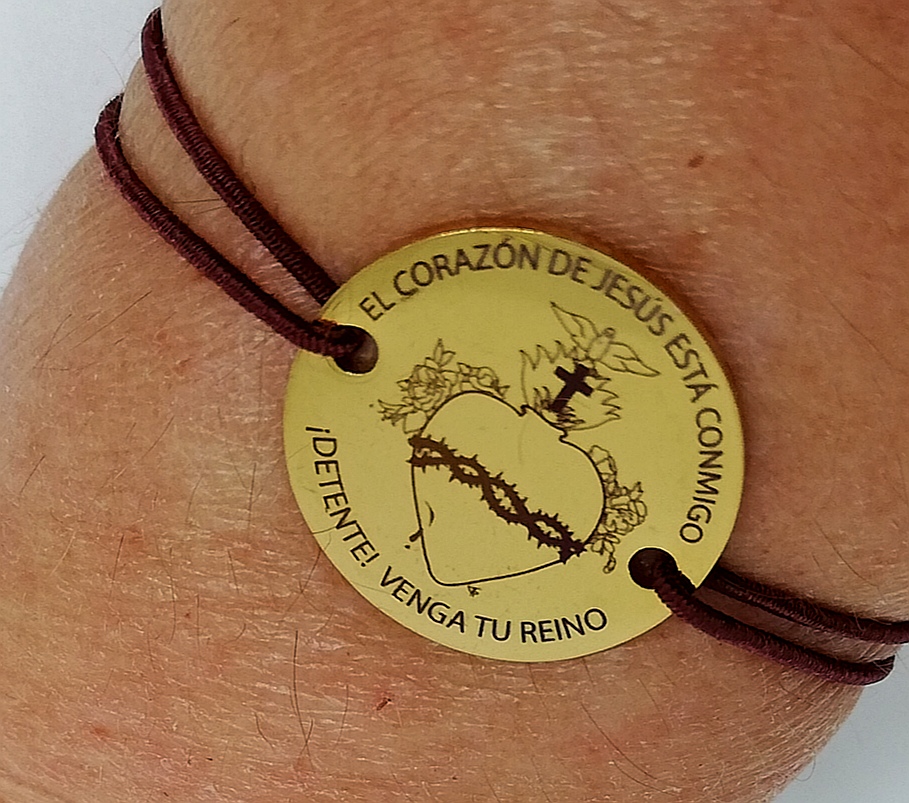 EL CORAZÓN DE JESÚS ESTÁ CONMIGO
¡DETENTE! VENGA TU REINO